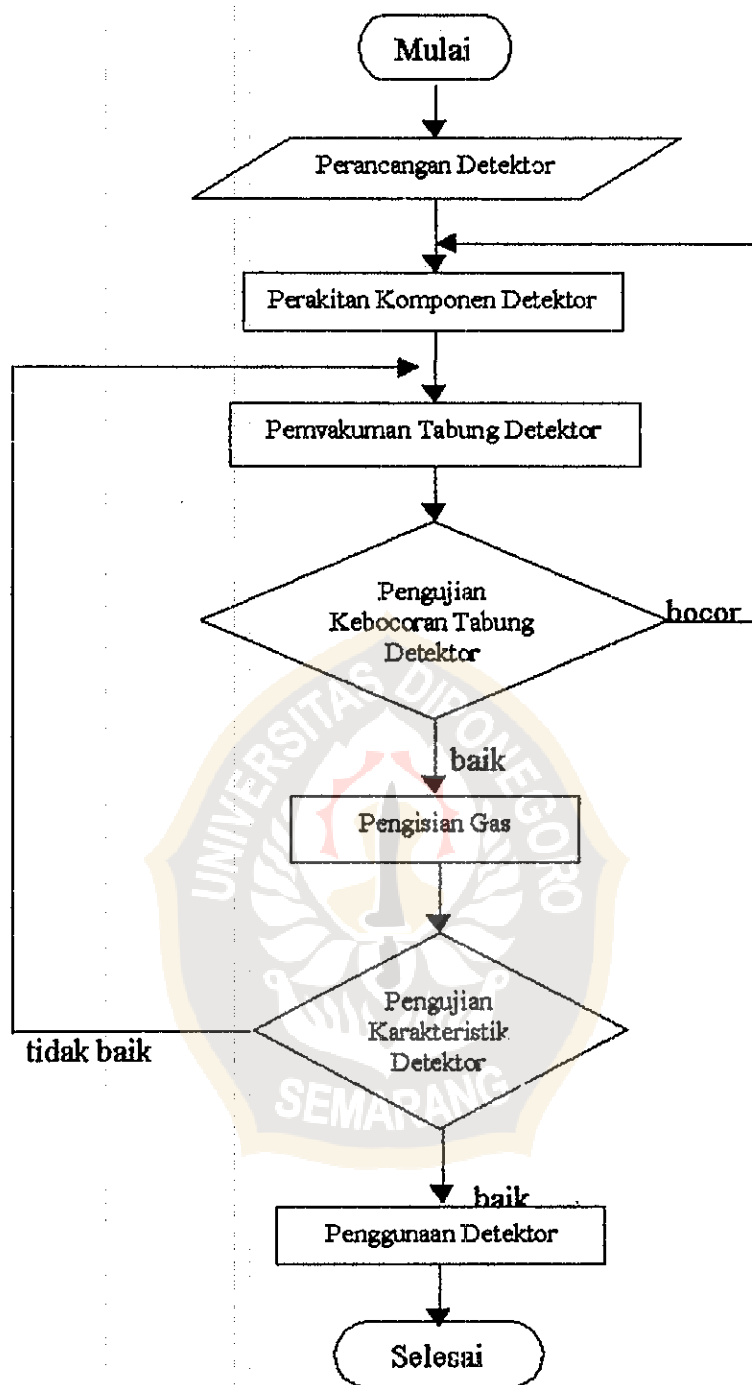 Mulai
Perancangan Detektor
Perakitan Komponen Detektor
Pemvakuman Tabung Detektor
Pengujian
Kebocoran Tabung
Detektor
bocor
baik
Pengisian Gas
Pengujian
Karakteristik
Detektor
tidak baik
baik
Penggunaan Detektor
Selesai
UNIVERSITAS DIPONEGORO
SEMARANG